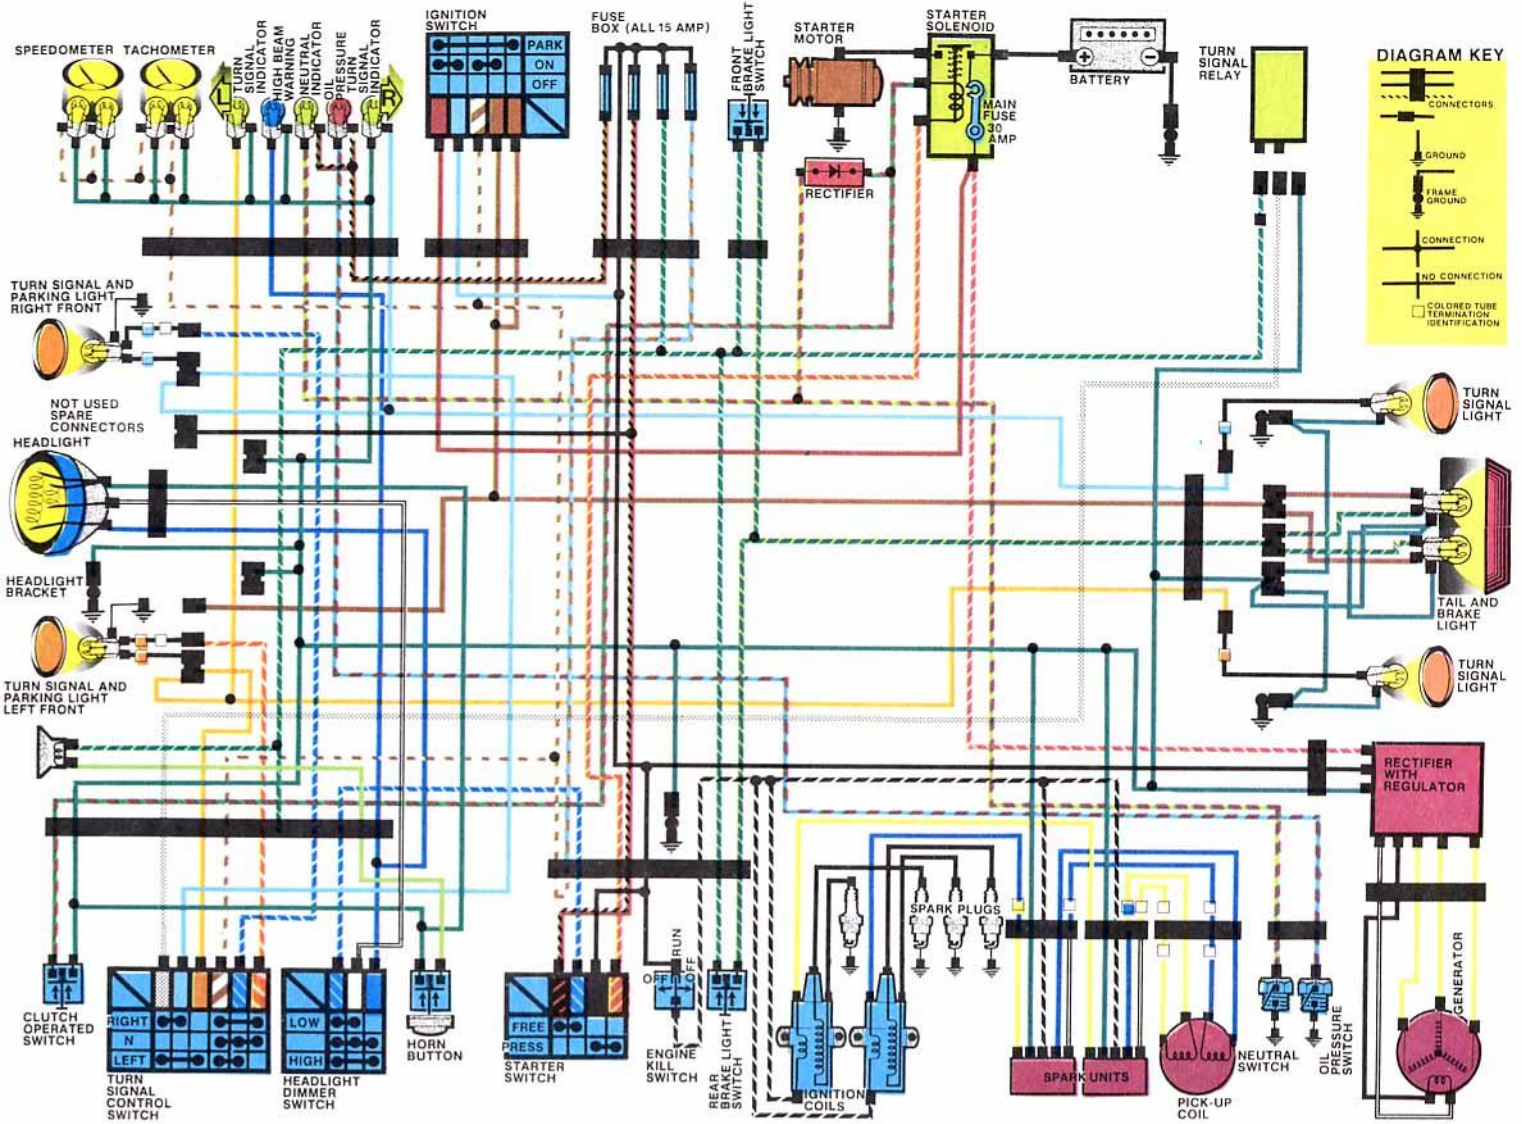 SPEEDOMETER
TACHOMETER
TURN
SIGNAL
INDICATOR
L
HIGH BEAM
WARNING
NEUTRAL
INDICATOR
OIL
PRESSURE
TURN
SIGNAL
INDICATOR
R
IGNITION
SWITCH
PARK
ON
OFF
FUSE
BOX (ALL 15 AMP)
FRONT
BRAKE LIGHT
SWITCH
STARTER
MOTOR
STARTER
SOLENOID
MAIN
FUSE
30
AMP
BATTERY
RECTIFIER
TURN
SIGNAL
RELAY
DIAGRAM KEY
CONNECTORS
GROUND
FRAME
GROUND
CONNECTION
NO CONNECTION
COLORED TUBE
TERMINATION
IDENTIFICATION
TURN SIGNAL AND
PARKING LIGHT
RIGHT FRONT
NOT USED
SPARE
CONNECTORS
HEADLIGHT
HEADLIGHT
BRACKET
TURN SIGNAL AND
PARKING LIGHT
LEFT FRONT
TURN
SIGNAL
LIGHT
TAIL AND
BRAKE
LIGHT
TURN
SIGNAL
LIGHT
RECTIFIER
WITH
REGULATOR
GENERATOR
CLUTCH
OPERATED
SWITCH
RIGHT
N
LEFT
TURN
SIGNAL
CONTROL
SWITCH
LOW
HIGH
HEADLIGHT
DIMMER
SWITCH
HORN
BUTTON
FREE
PRESS
STARTER
SWITCH
OFF
RUN
OFF
ENGINE
KILL
SWITCH
REAR
BRAKE LIGHT
SWITCH
IGNITION
COILS
SPARK PLUGS
SPARK UNITS
PICK-UP
COIL
NEUTRAL
SWITCH
OIL
PRESSURE
SWITCH